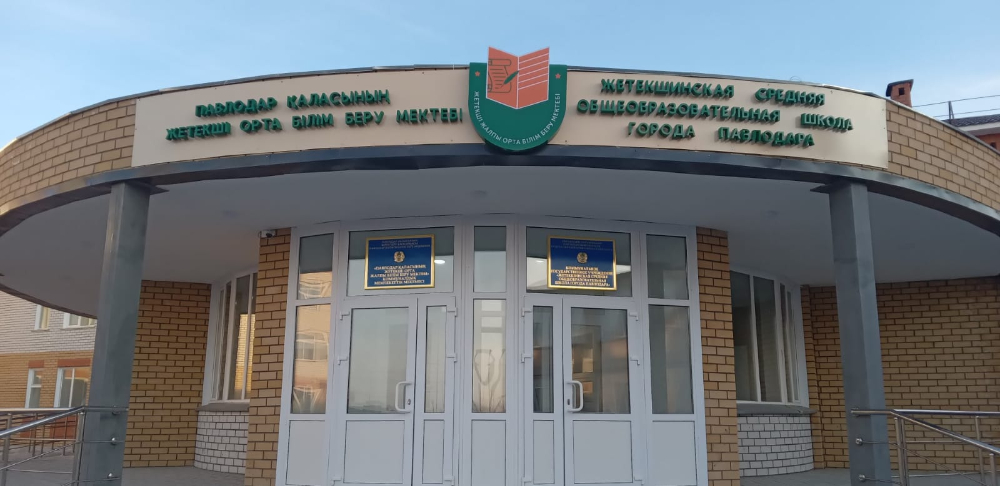 ПАВЛОДАР ҚАЛАСЫНЫҢ
ЖЕТЕКШІ ОРТА БІЛІМ БЕРУ МЕКТЕБІ
ЖЕТЕКШІ ЖАЛПЫ ОРТА БІЛІМ БЕРУ МЕКТЕБІ
ЖЕТЕКШИНСКАЯ СРЕДНЯЯ
ОБЩЕОБРАЗОВАТЕЛЬНАЯ ШКОЛА
ГОРОДА ПАВЛОДАРА
«ПАВЛОДАР ҚАЛАСЫНЫҢ
ЖЕТЕКШІ ОРТА
ЖАЛПЫ БІЛІМ БЕРУ МЕКТЕБІ»
КОММУНАЛДЫҚ
МЕМЛЕКЕТТІК МЕКЕМЕСІ
КОММУНАЛЬНОЕ
ГОСУДАРСТВЕННОЕ УЧРЕЖДЕНИЕ
«ЖЕТЕКШИНСКАЯ СРЕДНЯЯ
ОБЩЕОБРАЗОВАТЕЛЬНАЯ
ШКОЛА ГОРОДА ПАВЛОДАРА»